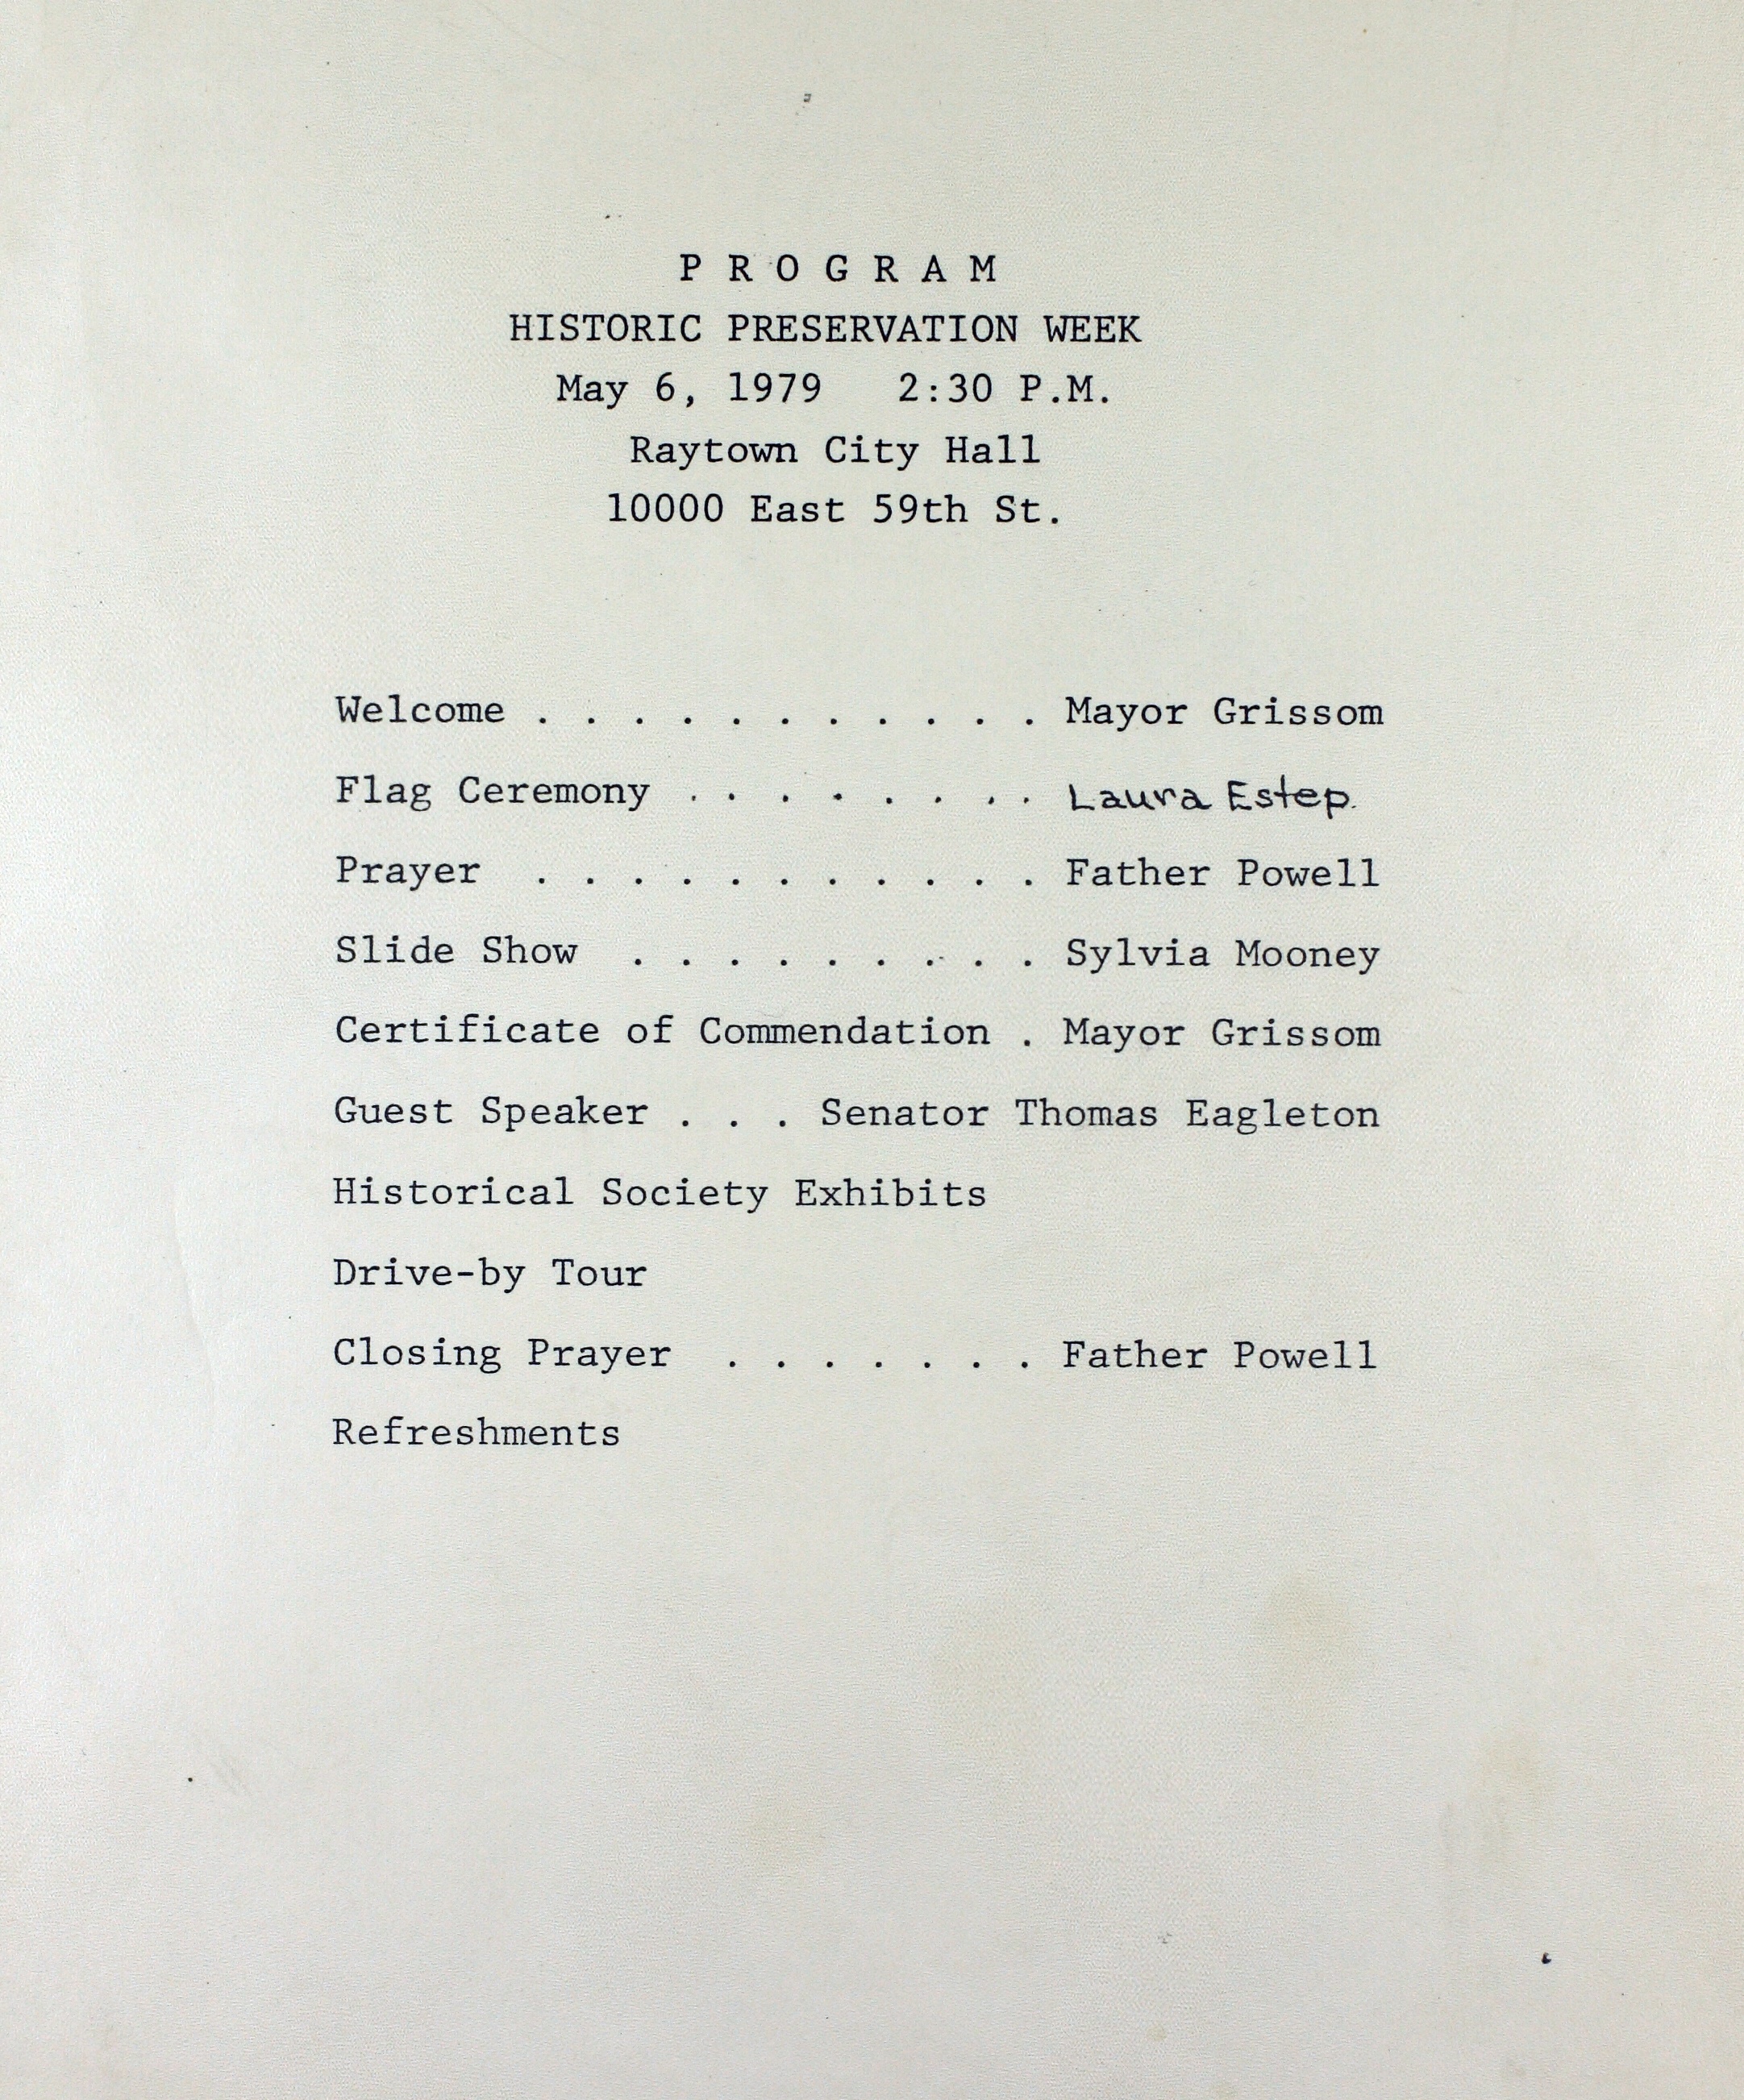 P R O G R A M
HISTORIC PRESERVATION WEEK
May 6, 1979   2:30 P.M.
Raytown City Hall
10000 East 59th St.
Welcome . . . . . . . . . . . Mayor Grissom
Flag Ceremony . . . . . . . . Laura Estep.
Prayer . . . . . . . . . . . Father Powell
Slide Show . . . . . . . . . Sylvia Mooney
Certificate of Commendation . Mayor Grissom
Guest Speaker . . . Senator Thomas Eagleton
Historical Society Exhibits
Drive-by Tour
Closing Prayer . . . . . . . Father Powell
Refreshments